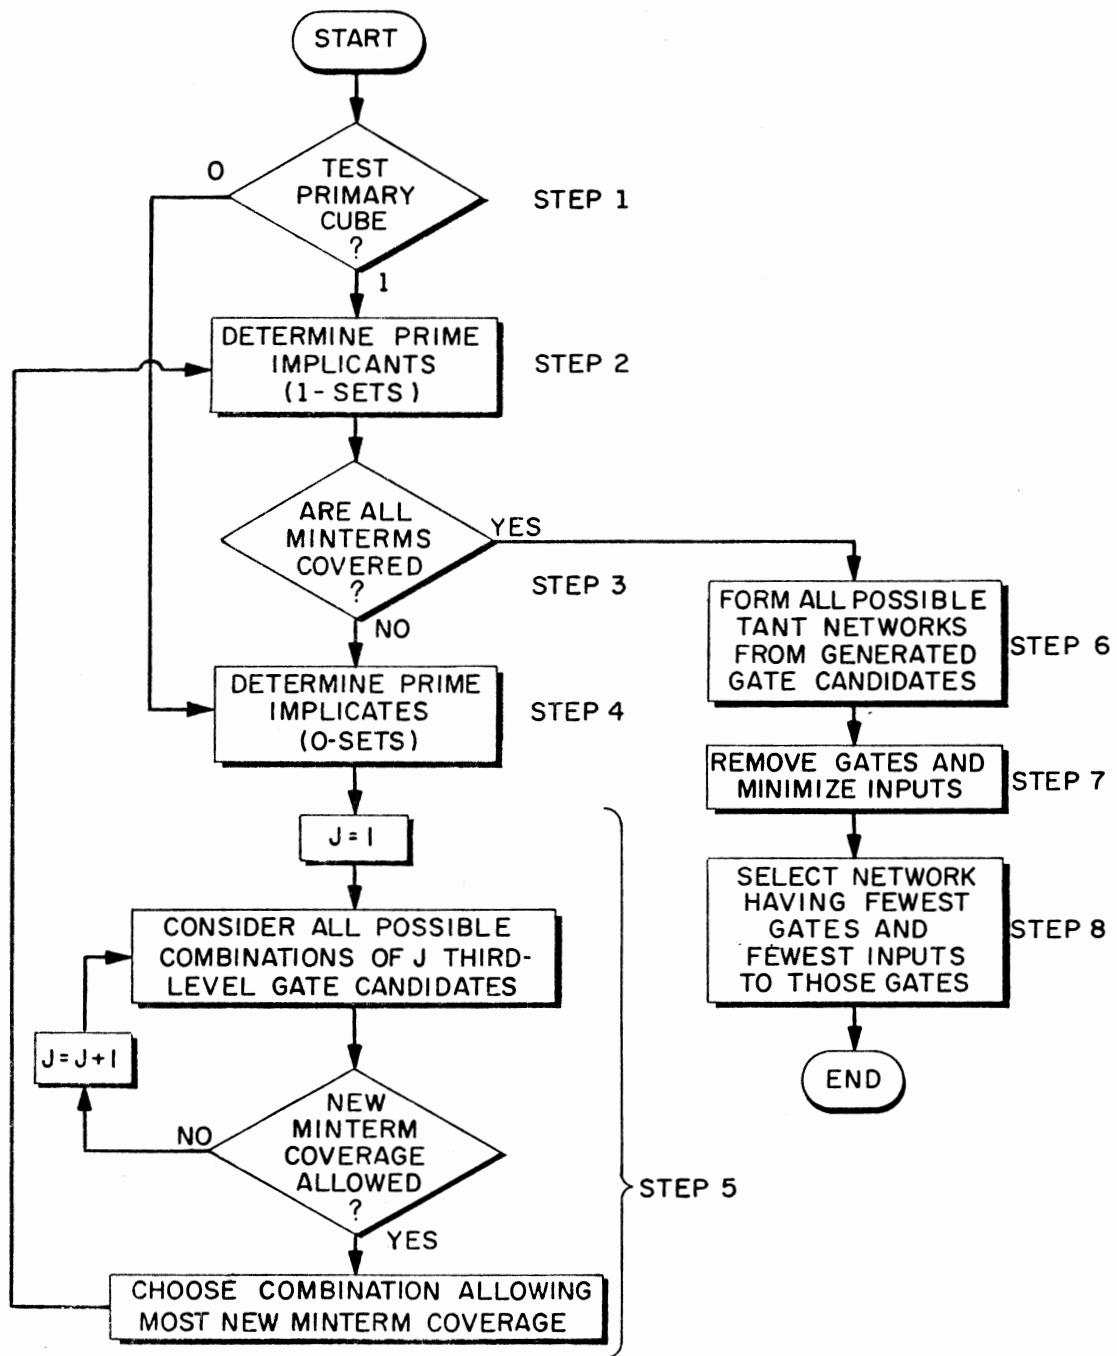 START
O
TEST
PRIMARY
CUBE
?
STEP 1
1
DETERMINE PRIME
IMPLICANTS
(1-SETS)
STEP 2
ARE ALL
MINTERMS
COVERED
?
YES
STEP 3
NO
DETERMINE PRIME
IMPLICATES
(O-SETS)
STEP 4
J=1
CONSIDER ALL POSSIBLE
COMBINATIONS OF J THIRD-
LEVEL GATE CANDIDATES
J=J+1
NEW
MINTERM
COVERAGE
ALLOWED
?
NO
YES
STEP 5
CHOOSE COMBINATION ALLOWING
MOST NEW MINTERM COVERAGE
FORM ALL POSSIBLE
TANT NETWORKS
FROM GENERATED
GATE CANDIDATES
STEP 6
REMOVE GATES AND
MINIMIZE INPUTS
STEP 7
SELECT NETWORK
HAVING FEWEST
GATES AND
FEWEST INPUTS
TO THOSE GATES
STEP 8
END